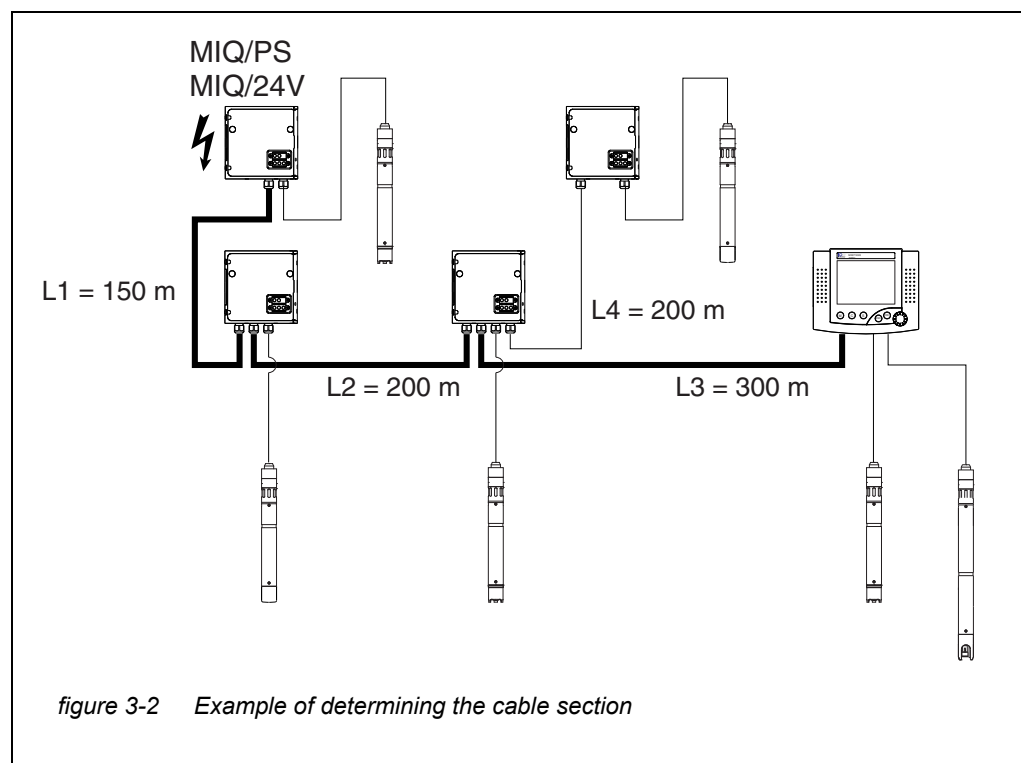 MIQ/PS
MIQ/24V
L1 = 150 m
L4 = 200 m
L2 = 200 m
L3 = 300 m
figure 3-2 Example of determining the cable section